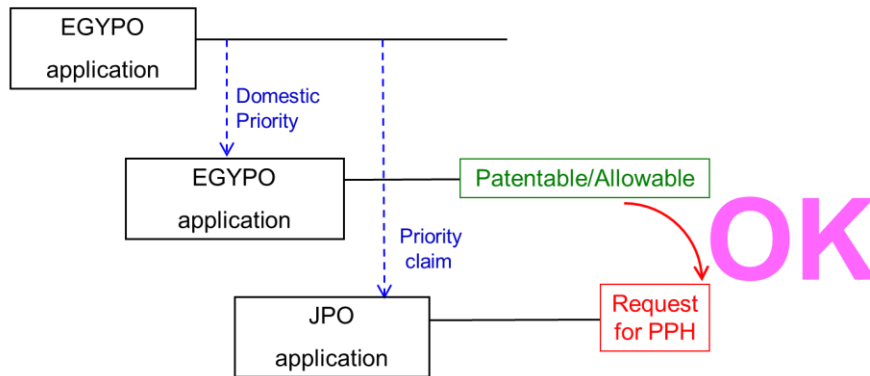 EGYPO
application
Domestic
Priority
EGYPO
application
Patentable/Allowable
OK
Priority
claim
JPO
application
Request
for PPH